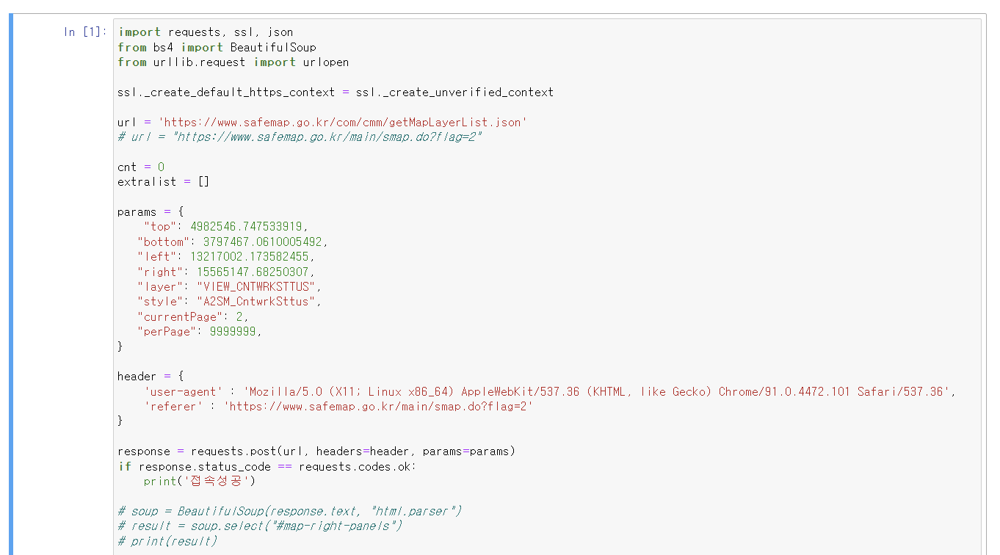 In [1]:
import requests, ssl, json
from bs4 import BeautifulSoup
from urllib.request import urlopen
ssl._create_default_https_context = ssl._create_unverified_context
url = 'https://www.safemap.go.kr/com/cmm/getMapLayerList.json'
# url = "https://www.safemap.go.kr/main/smap.do?flag=2"
cnt = 0
extralist = []
params = {
    "top": 4982546.747533919,
   "bottom": 3797467.0610005492,
   "left": 13217002.173582455,
   "right": 15565147.68250307,
   "layer": "VIEW_CNTWRKSTTUS",
   "style": "A2SM_CntwrkSttus",
   "currentPage": 2,
   "perPage": 9999999,
}
header = {
    'user-agent' : 'Mozilla/5.0 (X11; Linux x86_64) AppleWebKit/537.36 (KHTML, like Gecko) Chrome/91.0.4472.101 Safari/537.36',
    'referer' : 'https://www.safemap.go.kr/main/smap.do?flag=2'
}
response = requests.post(url, headers=header, params=params)
if response.status_code == requests.codes.ok:
    print('접속성공')
# soup = BeautifulSoup(response.text, "html.parser")
# result = soup.select("#map-right-panels")
# print(result)